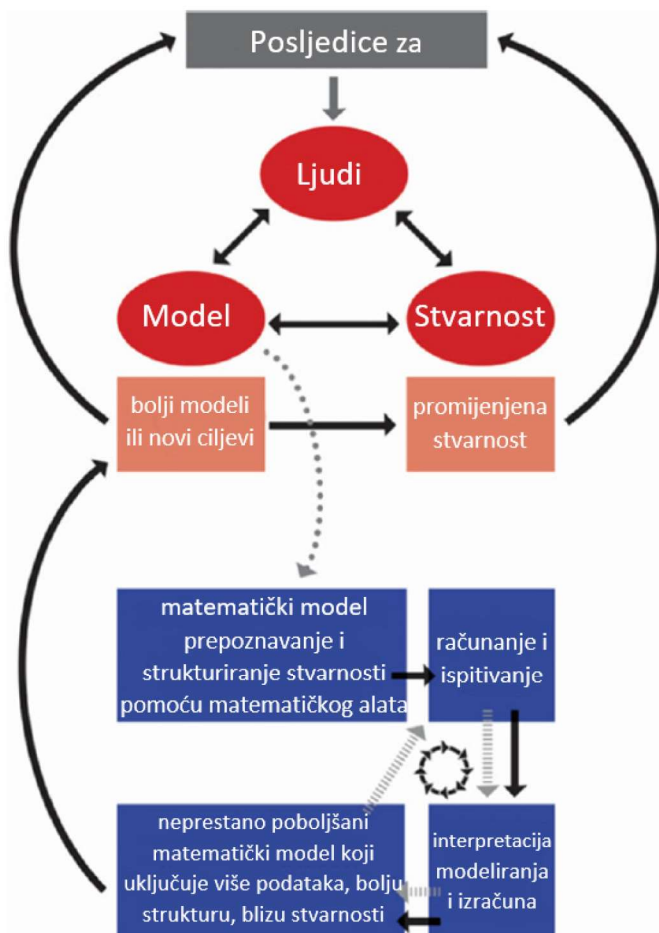 Posljedice za
Ljudi
Model
Stvarnost
bolji modeli
ili novi ciljevi
promijenjena
stvarnost
matematički model
prepoznavanje i
strukturiranje stvarnosti
pomoću matematičkog alata
računanje i
ispitivanje
neprestano poboljšani
matematički model koji
uključuje više podataka, bolju
strukturu, blizu stvarnosti
interpretacija
modeliranja
i izračuna